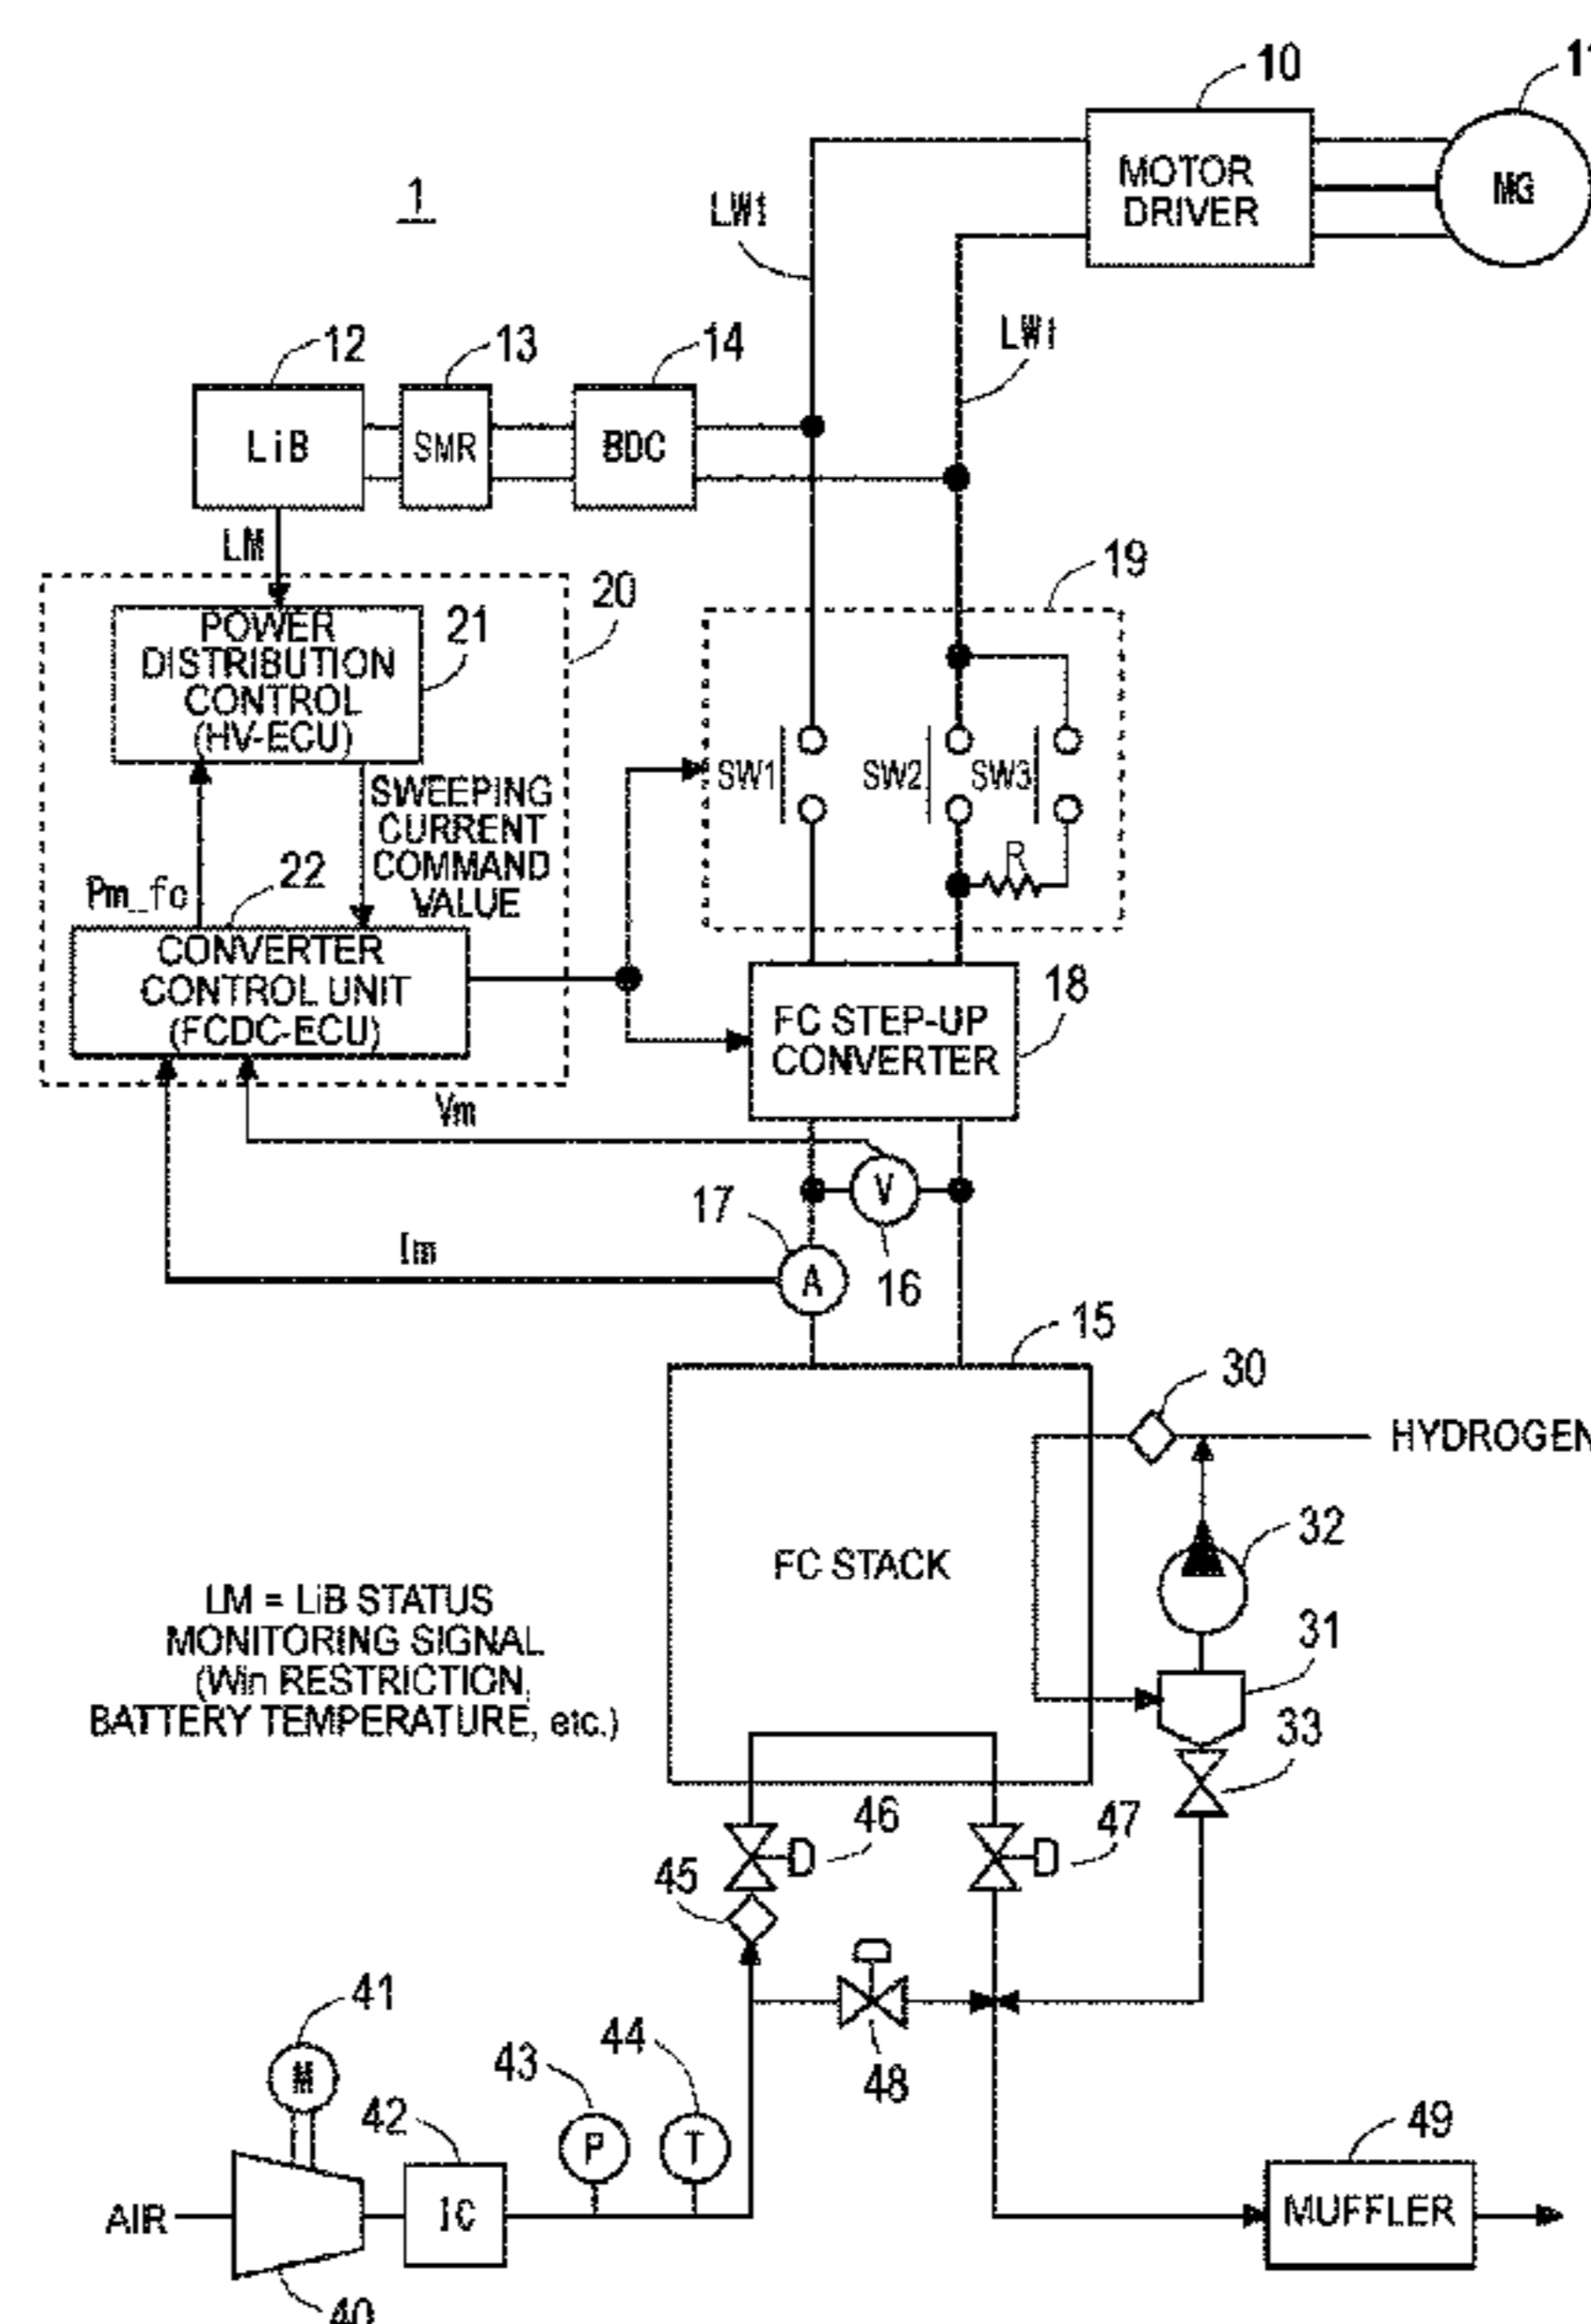 10
11
MOTOR
DRIVER
MG
1
LW1
LW1
12
13
14
LiB
SMR
BDC
LM
19
20
POWER
DISTRIBUTION
CONTROL
(HV-ECU)
21
SW1
SW2
SW3
R
SWEEPING
CURRENT
COMMAND
VALUE
Pm_fc
22
CONVERTER
CONTROL UNIT
(FCDC-ECU)
FC STEP-UP
CONVERTER
18
Vm
V
17
16
Im
A
15
30
HYDROGEN
32
FC STACK
31
LM = LiB STATUS
MONITORING SIGNAL
(Win RESTRICTION,
BATTERY TEMPERATURE, etc.)
33
46
47
45
41
44
43
48
M
42
49
P
T
AIR
IC
MUFFLER
40